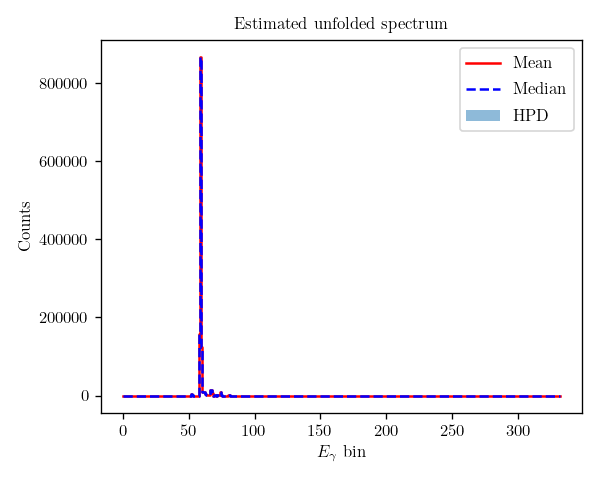 Estimated unfolded spectrum
Mean
Median
HPD
Counts
800000
600000
400000
200000
0
0 50 100 150 200 250 300
Eγ bin